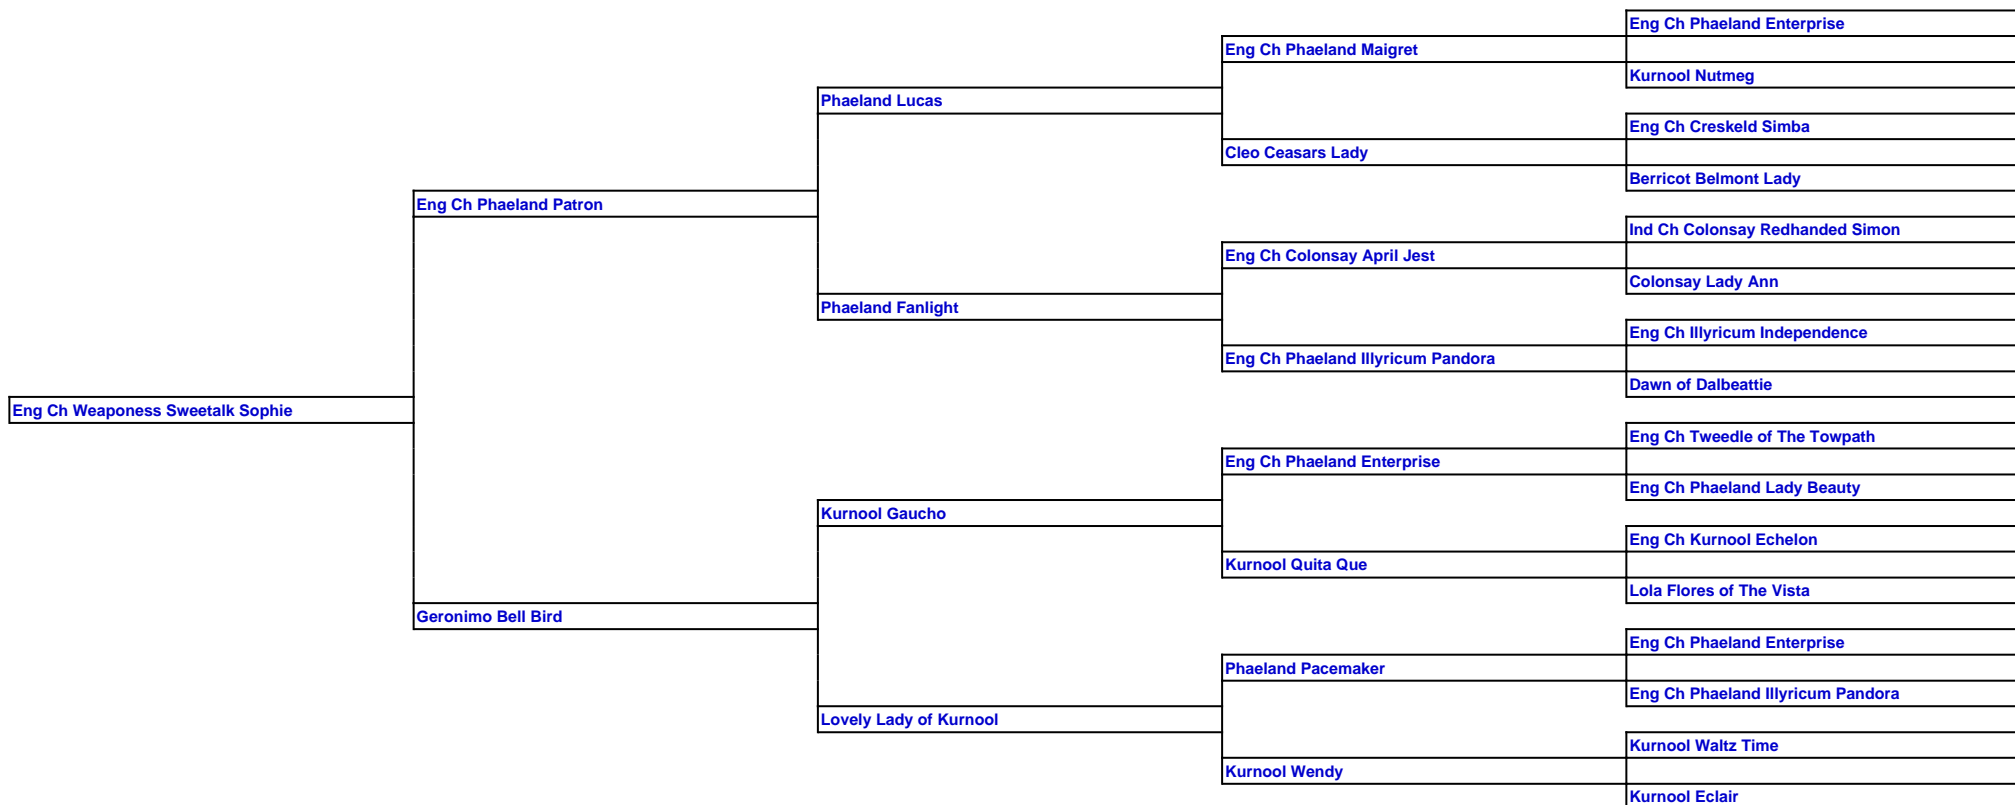 Eng Ch Phaeland Enterprise
Eng Ch Phaeland Maigret
Kurnool Nutmeg
Phaeland Lucas
Eng Ch Creskeld Simba
Cleo Ceasars Lady
Berricot Belmont Lady
Eng Ch Phaeland Patron
Ind Ch Colonsay Redhanded Simon
Eng Ch Colonsay April Jest
Colonsay Lady Ann
Phaeland Fanlight
Eng Ch Illyricum Independence
Eng Ch Phaeland Illyricum Pandora
Dawn of Dalbeattie
Eng Ch Weaponess Sweetalk Sophie
Eng Ch Tweedle of The Towpath
Eng Ch Phaeland Enterprise
Eng Ch Phaeland Lady Beauty
Kurnool Gaucho
Eng Ch Kurnool Echelon
Kurnool Quita Que
Lola Flores of The Vista
Geronimo Bell Bird
Eng Ch Phaeland Enterprise
Phaeland Pacemaker
Eng Ch Phaeland Illyricum Pandora
Lovely Lady of Kurnool
Kurnool Waltz Time
Kurnool Wendy
Kurnool Eclair